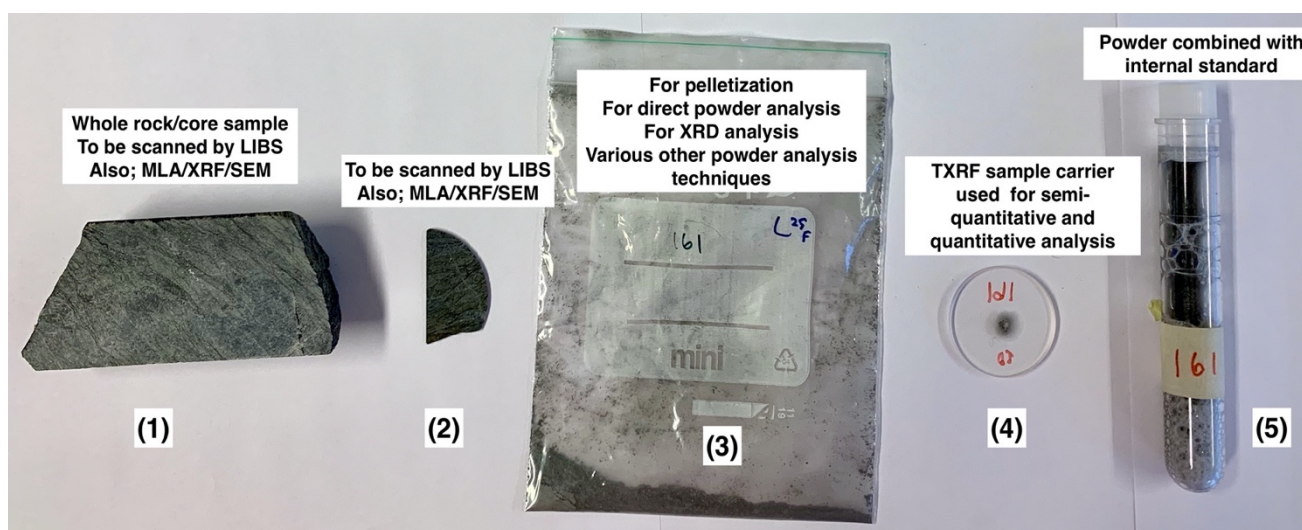 Whole rock/core sample
To be scanned by LIBS
Also; MLA/XRF/SEM
(1)
To be scanned by LIBS
Also; MLA/XRF/SEM
(2)
For pelletization
For direct powder analysis
For XRD analysis
Various other powder analysis
techniques
161
L25F
mini
(3)
TXRF sample carrier
used for semi-
quantitative and
quantitative analysis
(4)
Powder combined with
internal standard
161
(5)